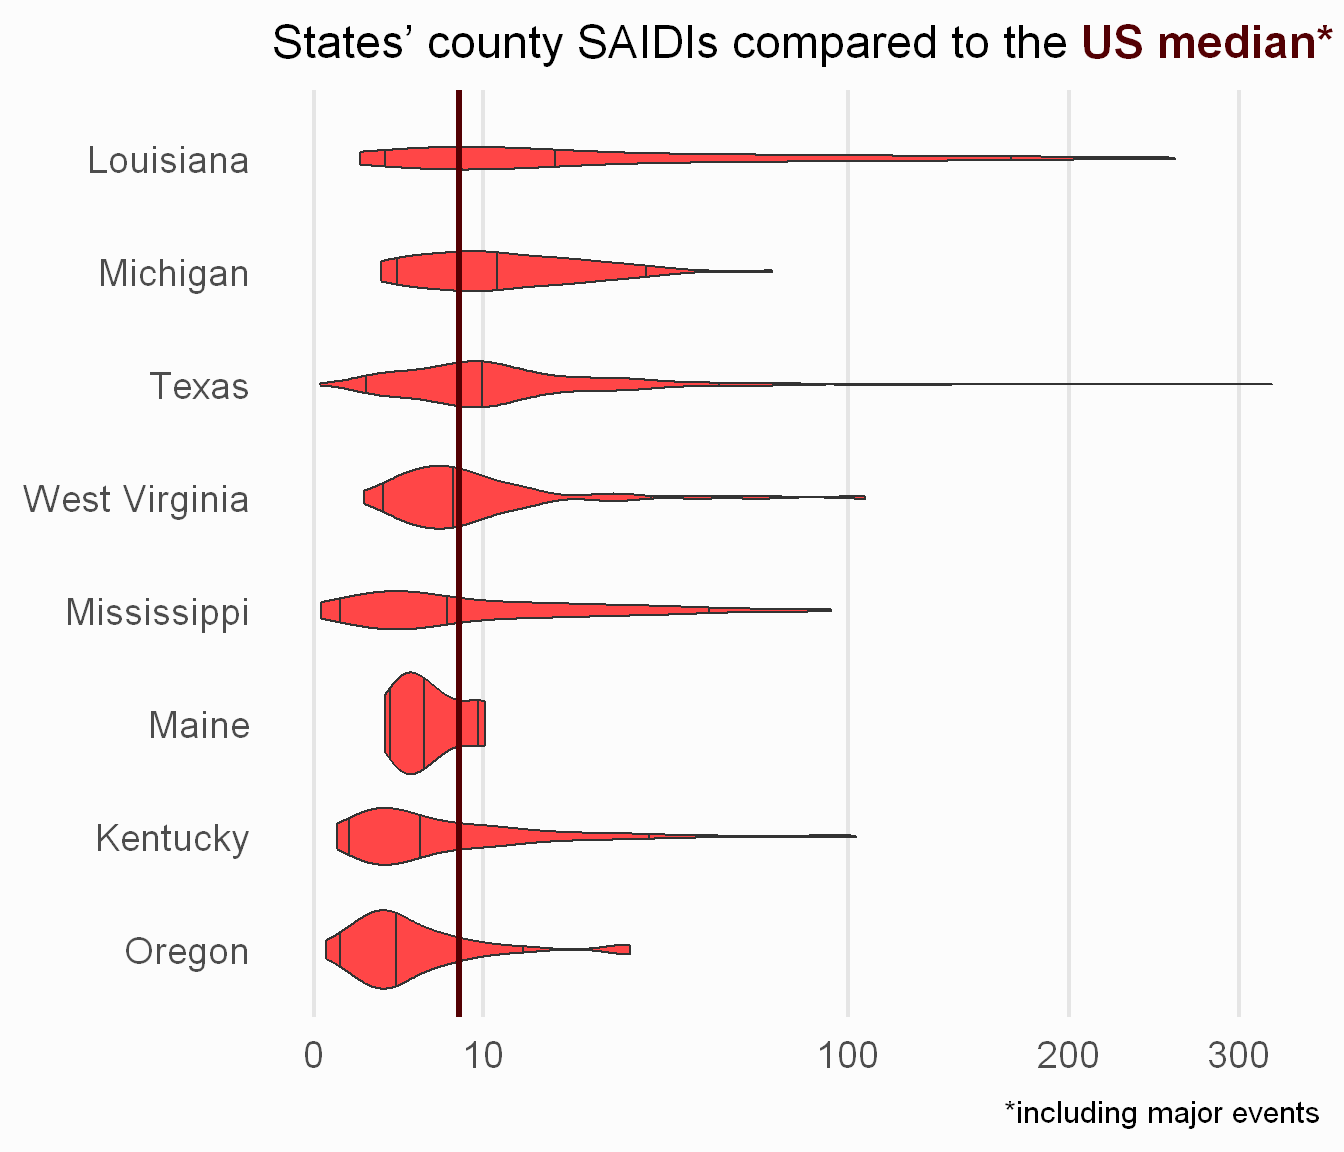 States’ county SAIDIs compared to the US median*
Louisiana
Michigan
Texas
West Virginia
Mississippi
Maine
Kentucky
Oregon
0 10 100 200 300
*including major events